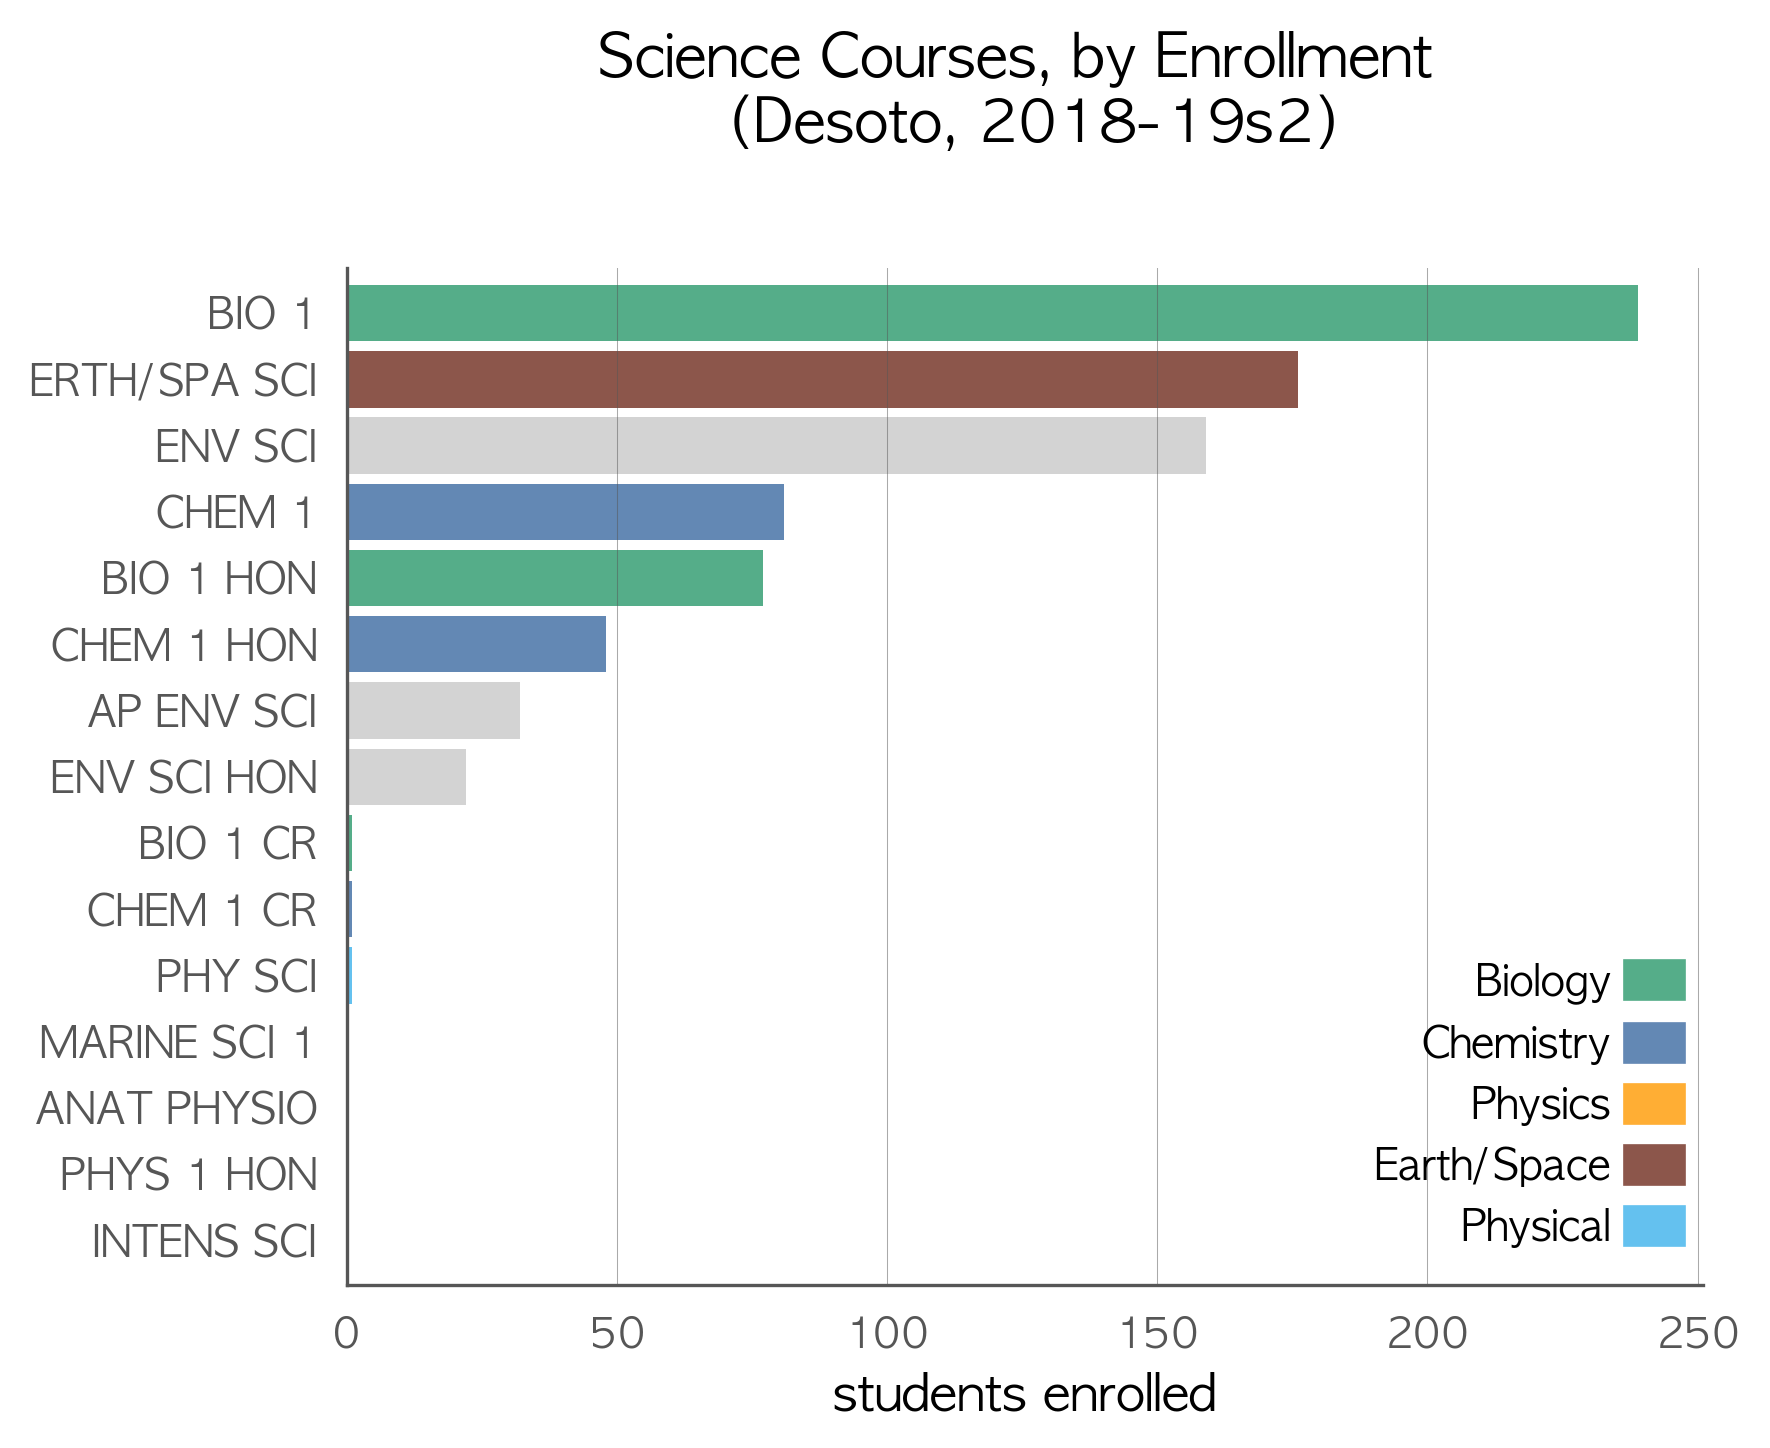 Science Courses, by Enrollment
(Desoto, 2018-19s2)
BIO 1
ERTH/SPA SCI
ENV SCI
CHEM 1
BIO 1 HON
CHEM 1 HON
AP ENV SCI
ENV SCI HON
BIO 1 CR
CHEM 1 CR
PHY SCI
MARINE SCI 1
ANAT PHYSIO
PHYS 1 HON
INTENS SCI
Biology
Chemistry
Physics
Earth/Space
Physical
0 50 100 150 200 250
students enrolled